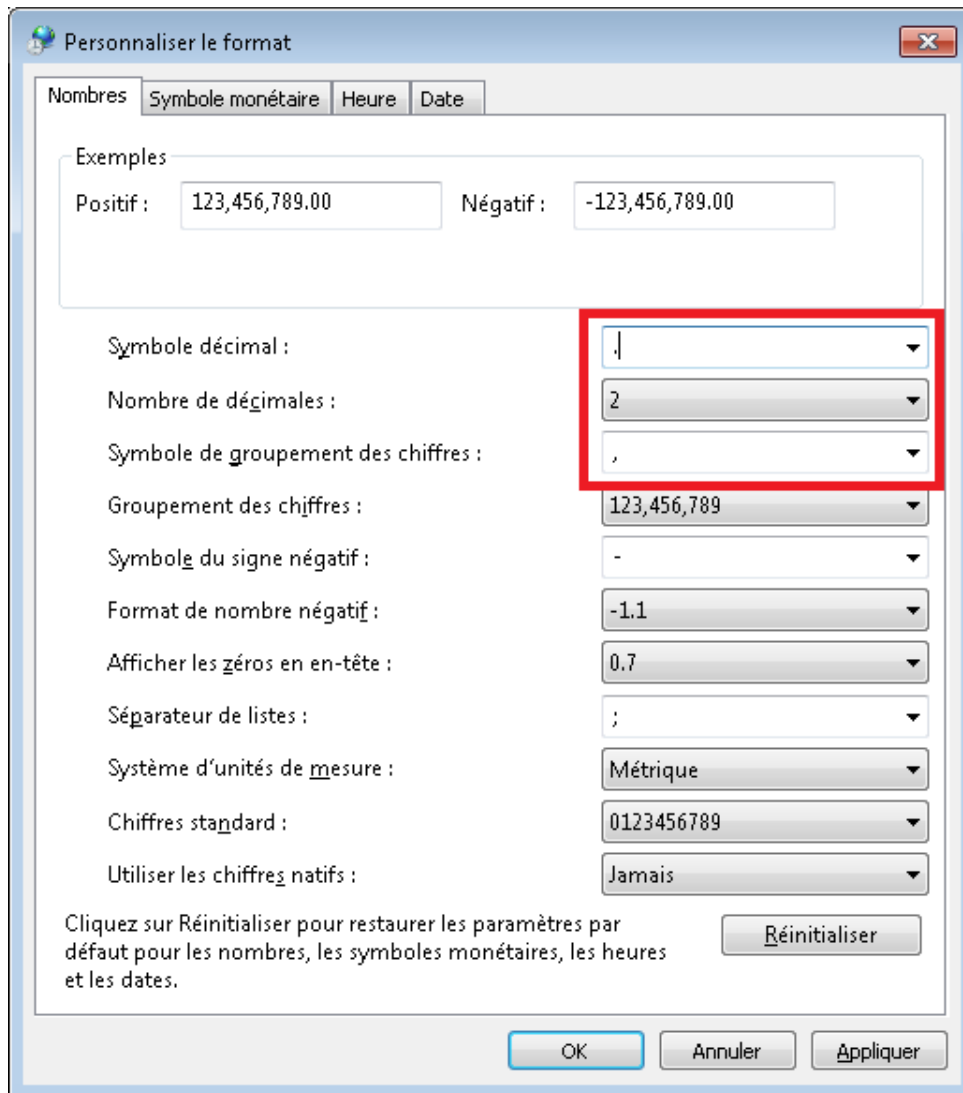 Personnaliser le format
Nombres Symbole monétaire Heure Date
Exemples
Positif : 123,456,789.00 Négatif : -123,456,789.00
Symbole décimal : .
Nombre de décimales : 2
Symbole de groupement des chiffres : ,
Groupement des chiffres : 123,456,789
Symbole du signe négatif : -
Format de nombre négatif : -1.1
Afficher les zéros en en-tête : 0.7
Séparateur de listes : ;
Système d'unités de mesure : Métrique
Chiffres standard : 0123456789
Utiliser les chiffres natifs : Jamais
Cliquez sur Réinitialiser pour restaurer les paramètres par
défaut pour les nombres, les symboles monétaires, les heures
et les dates.
Réinitialiser
OK Annuler Appliquer